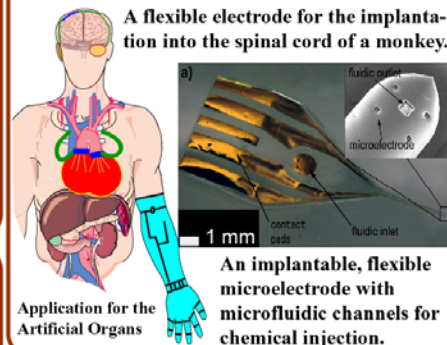 A flexible electrode for the implanta-
tion into the spinal cord of a monkey.
a)
fluidic outlet
microelectrode
contact
pads
fluidic inlet
1 mm
An implantable, flexible
microelectrode with
microfluidic channels for
chemical injection.
Application for the
Artificial Organs